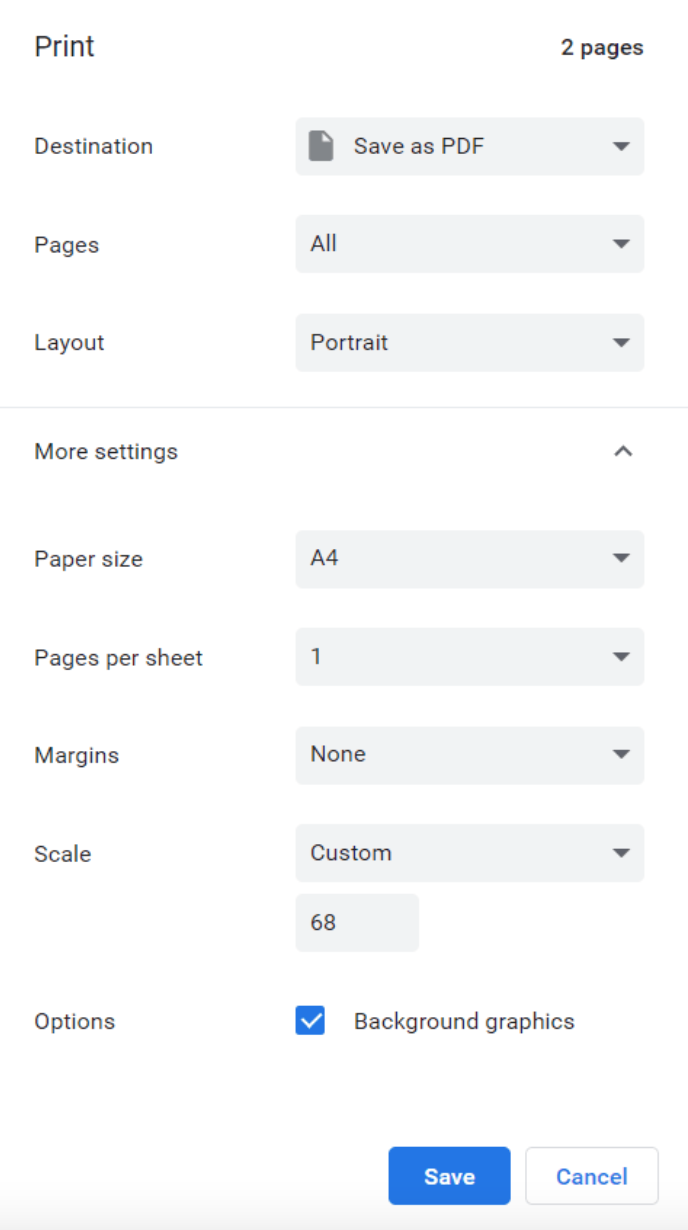 Print 2 pages
Destination Save as PDF
Pages All
Layout Portrait
More settings
Paper size A4
Pages per sheet 1
Margins None
Scale Custom
68
Options Background graphics
Save Cancel